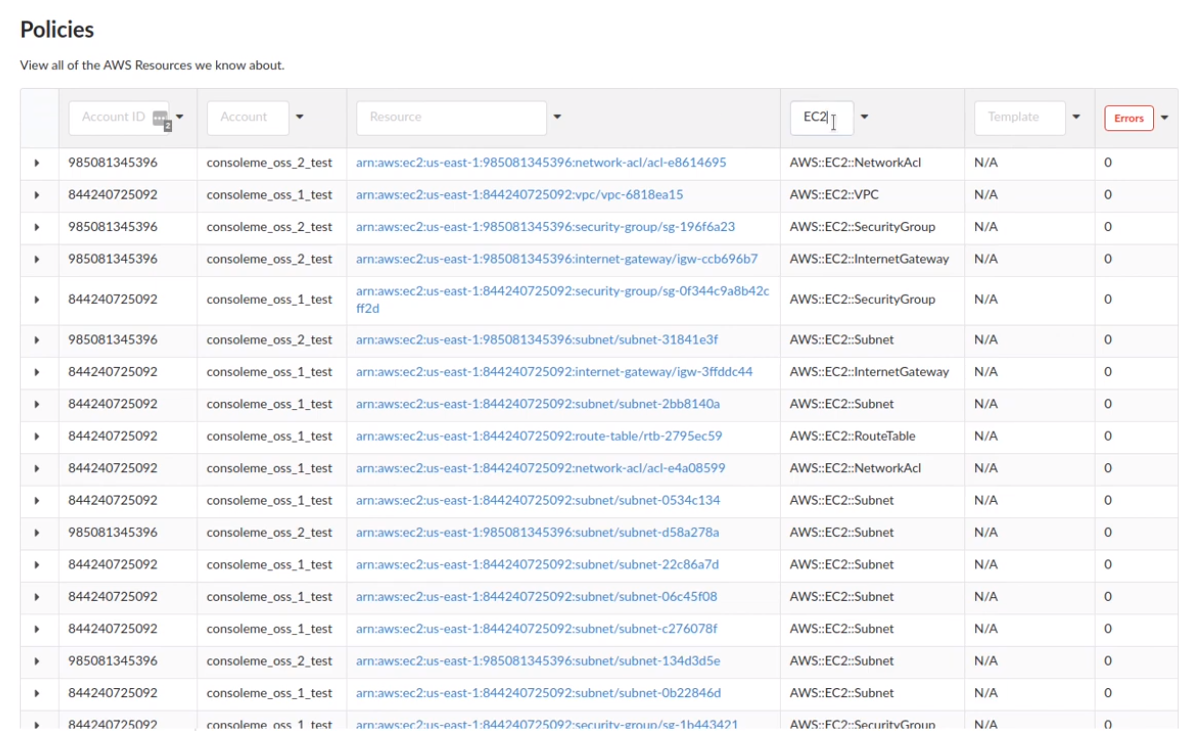 Policies
View all of the AWS Resources we know about.
Account ID 2 Account Resource EC2 Template Errors
985081345396 consoleme_oss_2_test arn:aws:ec2:us-east-1:985081345396:network-acl/acl-e8614695 AWS::EC2::NetworkAcl N/A 0
844240725092 consoleme_oss_1_test arn:aws:ec2:us-east-1:844240725092:vpc/vpc-6818ea15 AWS::EC2::VPC N/A 0
985081345396 consoleme_oss_2_test arn:aws:ec2:us-east-1:985081345396:security-group/sg-196f6a23 AWS::EC2::SecurityGroup N/A 0
985081345396 consoleme_oss_2_test arn:aws:ec2:us-east-1:985081345396:internet-gateway/igw-ccb696b7 AWS::EC2::InternetGateway N/A 0
844240725092 consoleme_oss_1_test arn:aws:ec2:us-east-1:844240725092:security-group/sg-0f344c9a8b42c AWS::EC2::SecurityGroup N/A 0
ff2d
985081345396 consoleme_oss_2_test arn:aws:ec2:us-east-1:985081345396:subnet/subnet-31841e3f AWS::EC2::Subnet N/A 0
844240725092 consoleme_oss_1_test arn:aws:ec2:us-east-1:844240725092:internet-gateway/igw-3ffddc44 AWS::EC2::InternetGateway N/A 0
844240725092 consoleme_oss_1_test arn:aws:ec2:us-east-1:844240725092:subnet/subnet-2bb8140a AWS::EC2::Subnet N/A 0
844240725092 consoleme_oss_1_test arn:aws:ec2:us-east-1:844240725092:route-table/rtb-2795ec59 AWS::EC2::RouteTable N/A 0
844240725092 consoleme_oss_1_test arn:aws:ec2:us-east-1:844240725092:network-acl/acl-e4a08599 AWS::EC2::NetworkAcl N/A 0
844240725092 consoleme_oss_1_test arn:aws:ec2:us-east-1:844240725092:subnet/subnet-0534c134 AWS::EC2::Subnet N/A 0
985081345396 consoleme_oss_2_test arn:aws:ec2:us-east-1:985081345396:subnet/subnet-d58a278a AWS::EC2::Subnet N/A 0
844240725092 consoleme_oss_1_test arn:aws:ec2:us-east-1:844240725092:subnet/subnet-22c86a7d AWS::EC2::Subnet N/A 0
844240725092 consoleme_oss_1_test arn:aws:ec2:us-east-1:844240725092:subnet/subnet-06c45f08 AWS::EC2::Subnet N/A 0
844240725092 consoleme_oss_1_test arn:aws:ec2:us-east-1:844240725092:subnet/subnet-c276078f AWS::EC2::Subnet N/A 0
985081345396 consoleme_oss_2_test arn:aws:ec2:us-east-1:985081345396:subnet/subnet-134d3d5e AWS::EC2::Subnet N/A 0
844240725092 consoleme_oss_1_test arn:aws:ec2:us-east-1:844240725092:subnet/subnet-0b22846d AWS::EC2::Subnet N/A 0
844240725092 consoleme_oss_1_test arn:aws:ec2:us-east-1:844240725092:security-group/sg-1b443421 AWS::EC2::SecurityGroup N/A 0